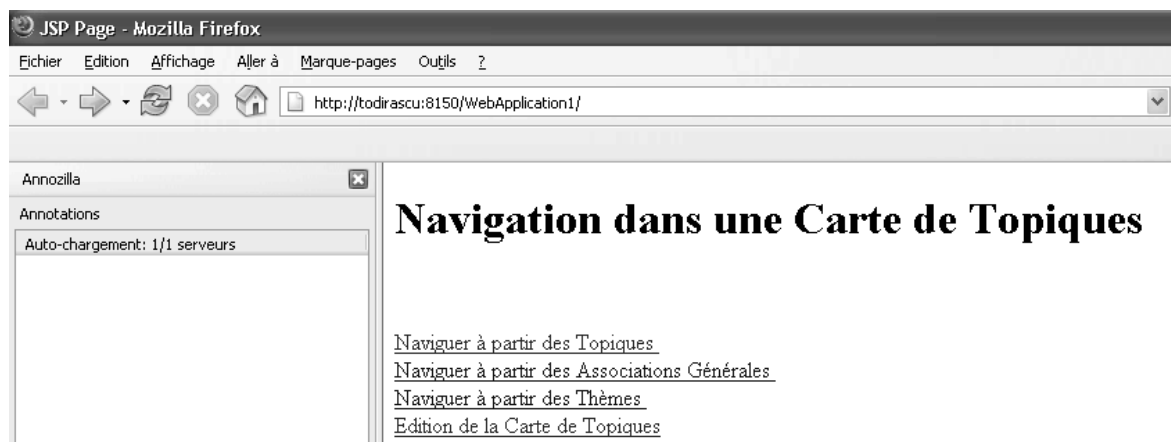 JSP Page - Mozilla Firefox
Fichier Edition Affichage Aller à Marque-pages Outils ?
http://todirascu:8150/WebApplication1/
Annozilla
Annotations
Auto-chargement: 1/1 serveurs
Navigation dans une Carte de Topiques
Naviguer à partir des Topiques
Naviguer à partir des Associations Générales
Naviguer à partir des Thèmes
Edition de la Carte de Topiques